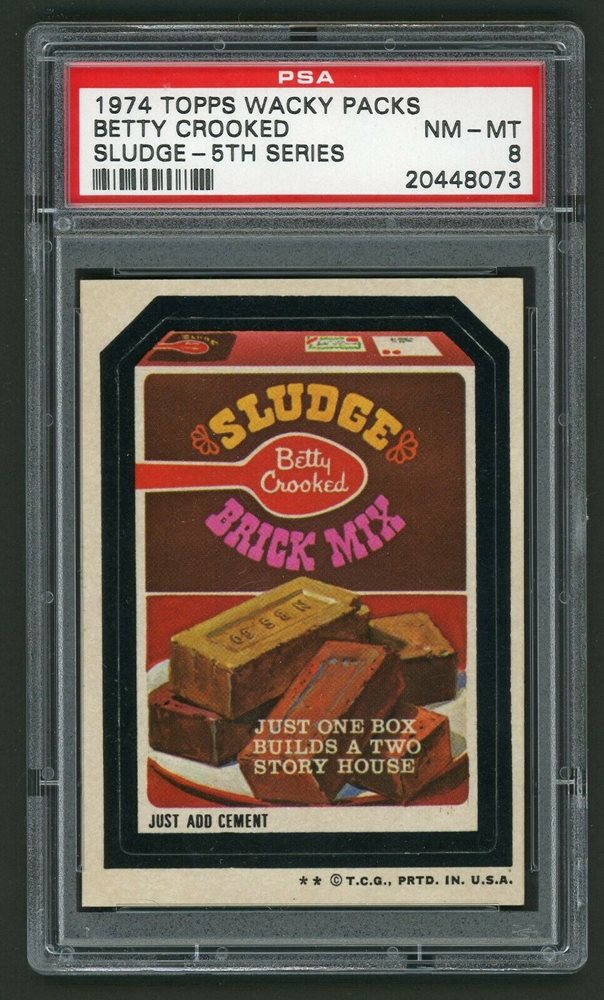 PSA
1974 TOPPS WACKY PACKS
BETTY CROOKED NM-MT
SLUDGE-5TH SERIES 8
20448073
SLUDGE
SLUDGE
Betty
Crooked
BRICK MIX
JUST ONE BOX
BUILDS A TWO
STORY HOUSE
JUST ADD CEMENT
** © T.C.G., PRTD. IN. U.S.A.